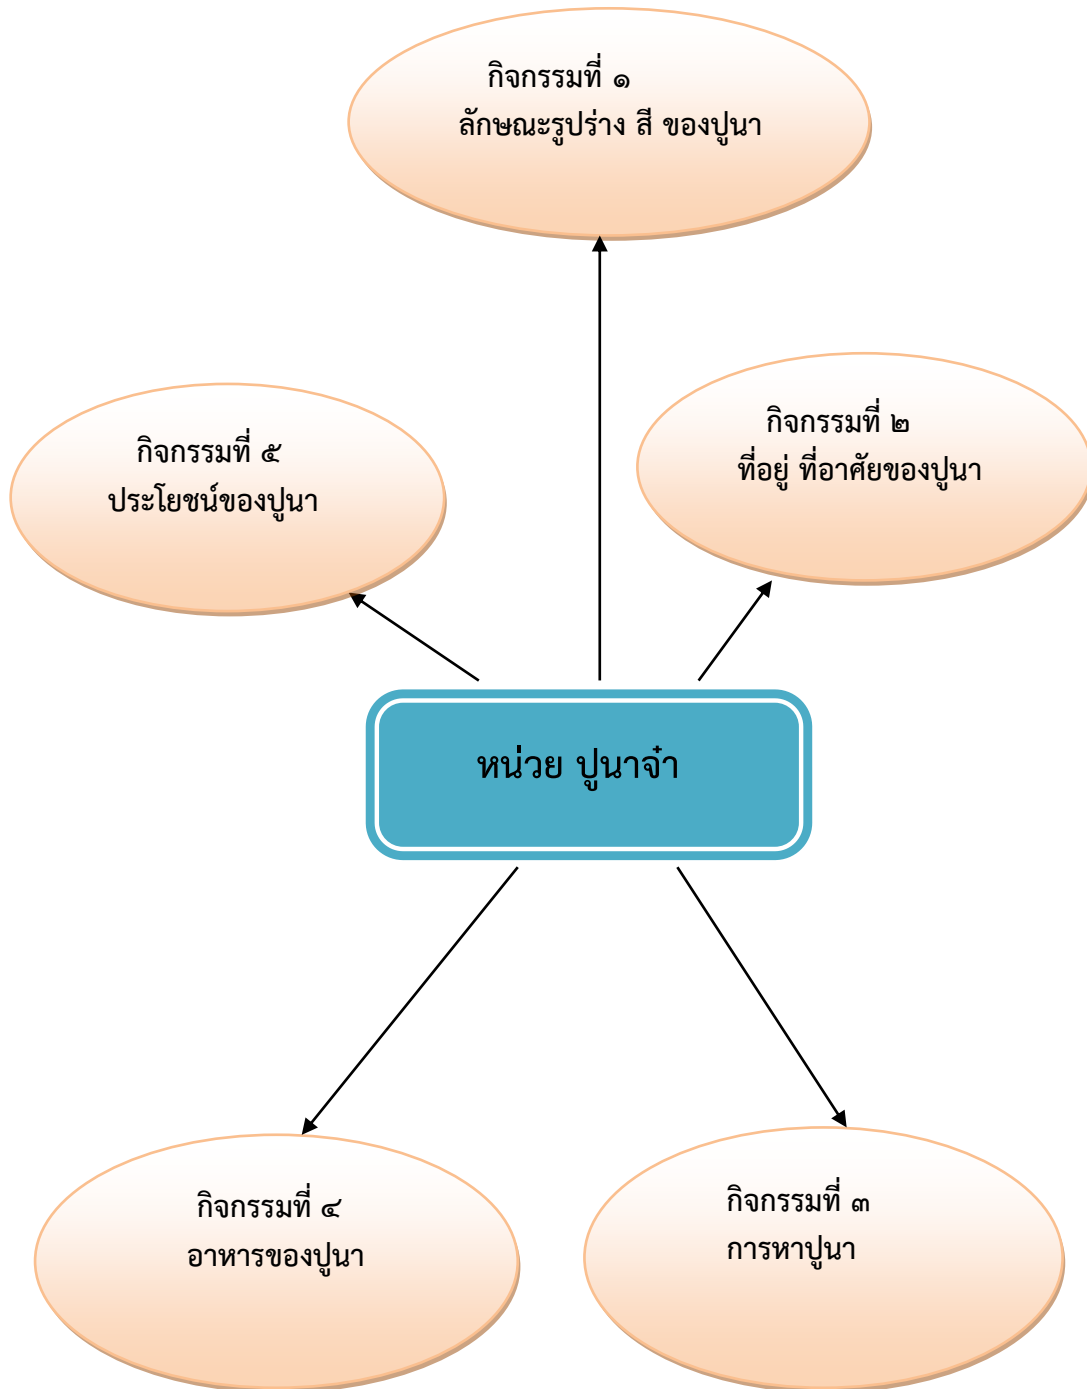 กิจกรรมที่ ๑
ลักษณะรูปร่าง สี ของปูนา
กิจกรรมที่ ๒
ที่อยู่ ที่อาศัยของปูนา
กิจกรรมที่ ๕
ประโยชน์ของปูนา
หน่วย ปูนาจ๋า
กิจกรรมที่ ๔
อาหารของปูนา
กิจกรรมที่ ๓
การหาปูนา